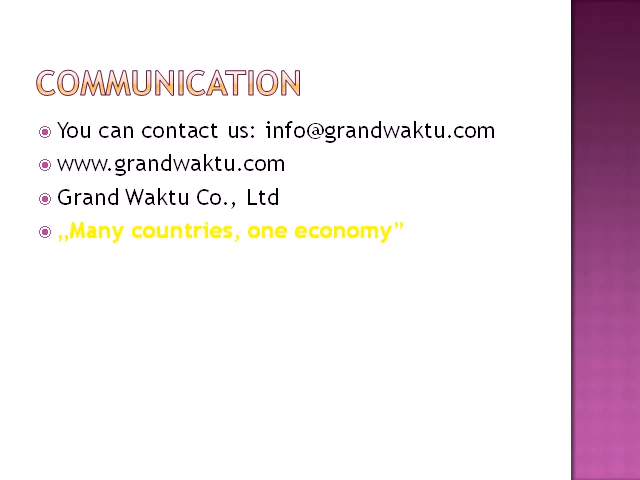 COMMUNICATION
You can contact us: info@grandwaktu.com
www.grandwaktu.com
Grand Waktu Co., Ltd
„Many countries, one economy”